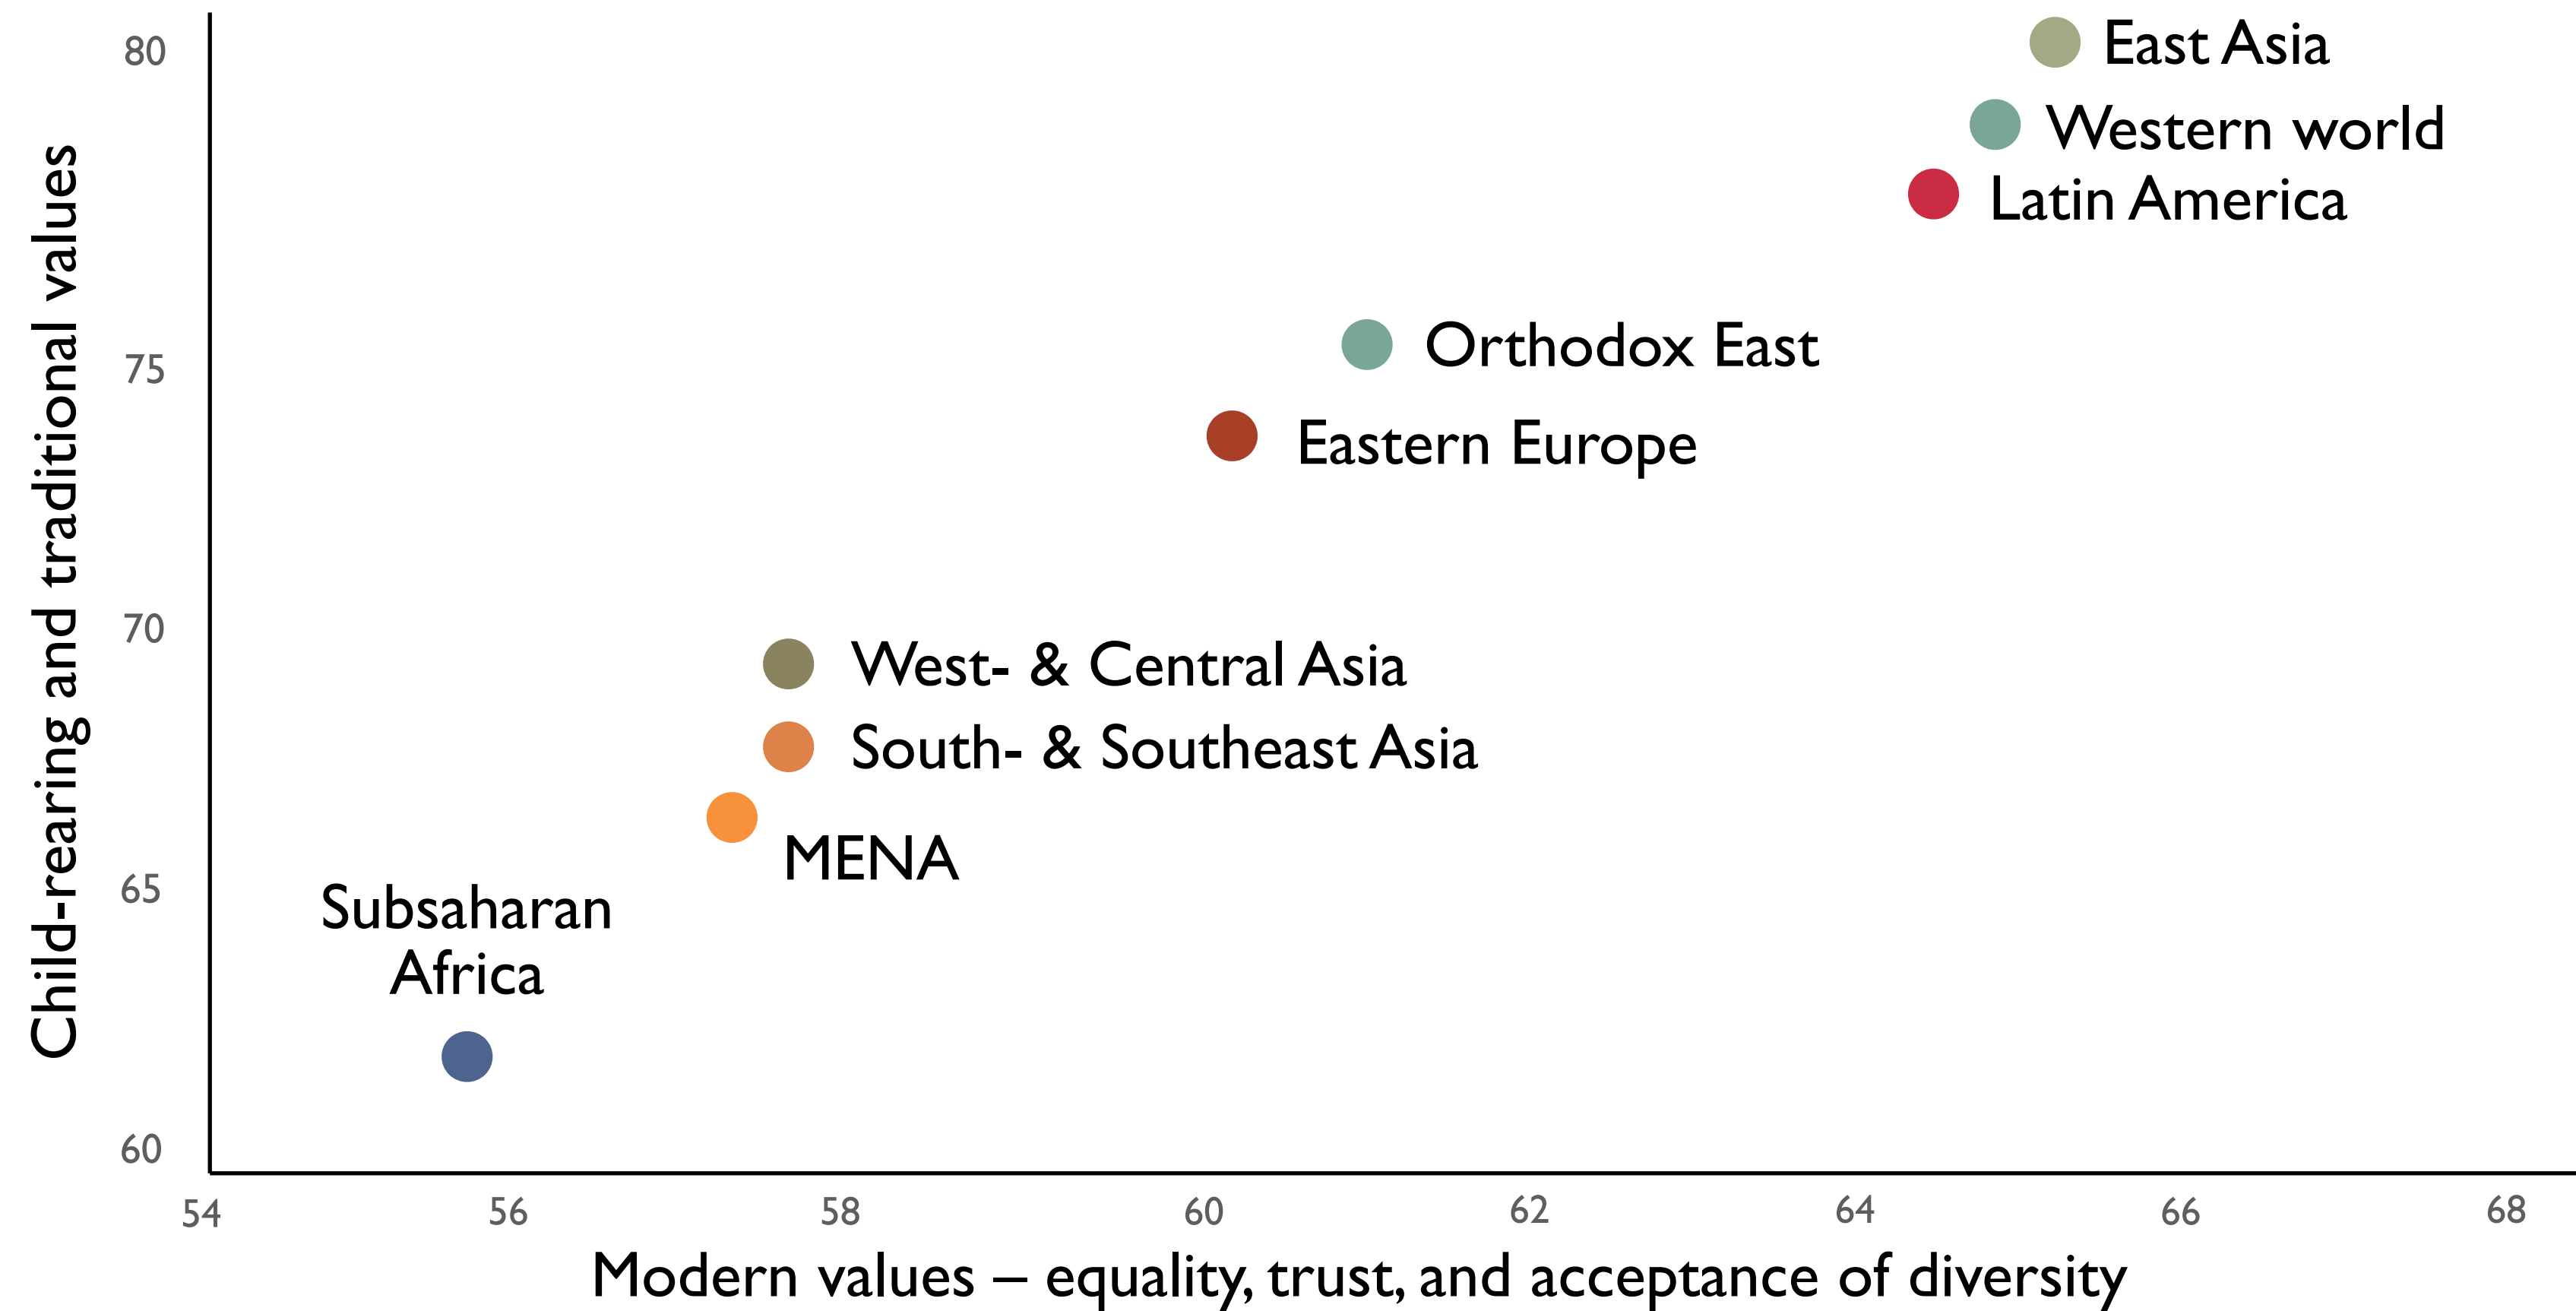 80
East Asia
Western world
Latin America
Orthodox East
75
Eastern Europe
70
West- & Central Asia
South- & Southeast Asia
MENA
65
Subsaharan
Africa
60
Child-rearing and traditional values
54 56 58 60 62 64 66 68
Modern values – equality, trust, and acceptance of diversity